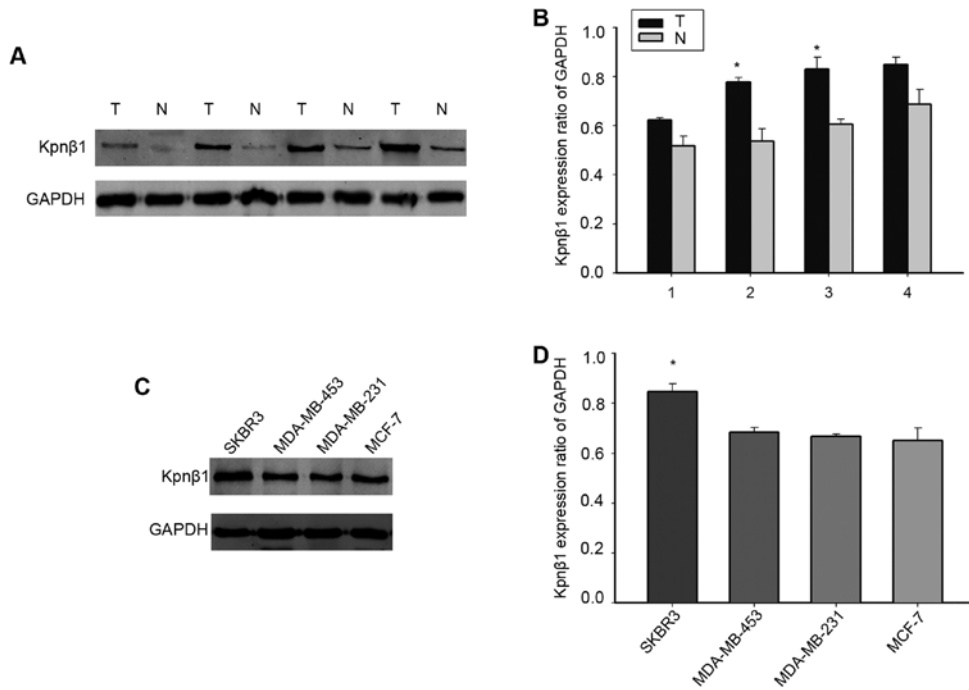 A
T N T N T N T N
Kpnβ1
GAPDH
B
T
N
Kpnβ1 expression ratio of GAPDH
1.0
0.8
0.6
0.4
0.2
0.0
* *
1 2 3 4
C
SKBR3 MDA-MB-453 MDA-MB-231 MCF-7
Kpnβ1
GAPDH
D
Kpnβ1 expression ratio of GAPDH
1.0
0.8
0.6
0.4
0.2
0.0
*
SKBR3 MDA-MB-453 MDA-MB-231 MCF-7